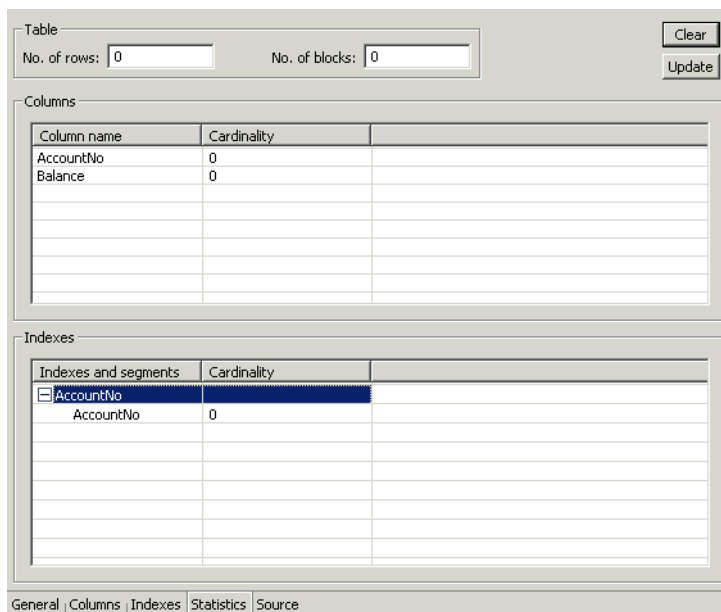 Table
No. of rows: 0 No. of blocks: 0
Clear
Update
Columns
Column name Cardinality
AccountNo 0
Balance 0
Indexes
Indexes and segments Cardinality
AccountNo
AccountNo 0
General Columns Indexes Statistics Source